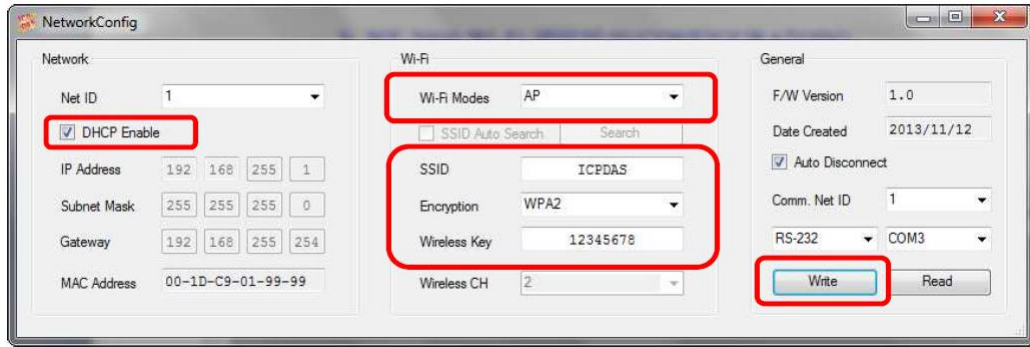 NetworkConfig
Network
Net ID 1
DHCP Enable
IP Address 192 168 255 1
Subnet Mask 255 255 255 0
Gateway 192 168 255 254
MAC Address 00-1D-C9-01-99-99
Wi-Fi
Wi-Fi Modes AP
SSID Auto Search Search
SSID ICPDAS
Encryption WPA2
Wireless Key 12345678
Wireless CH 2
General
F/W Version 1.0
Date Created 2013/11/12
Auto Disconnect
Comm. Net ID 1
RS-232 COM3
Write Read